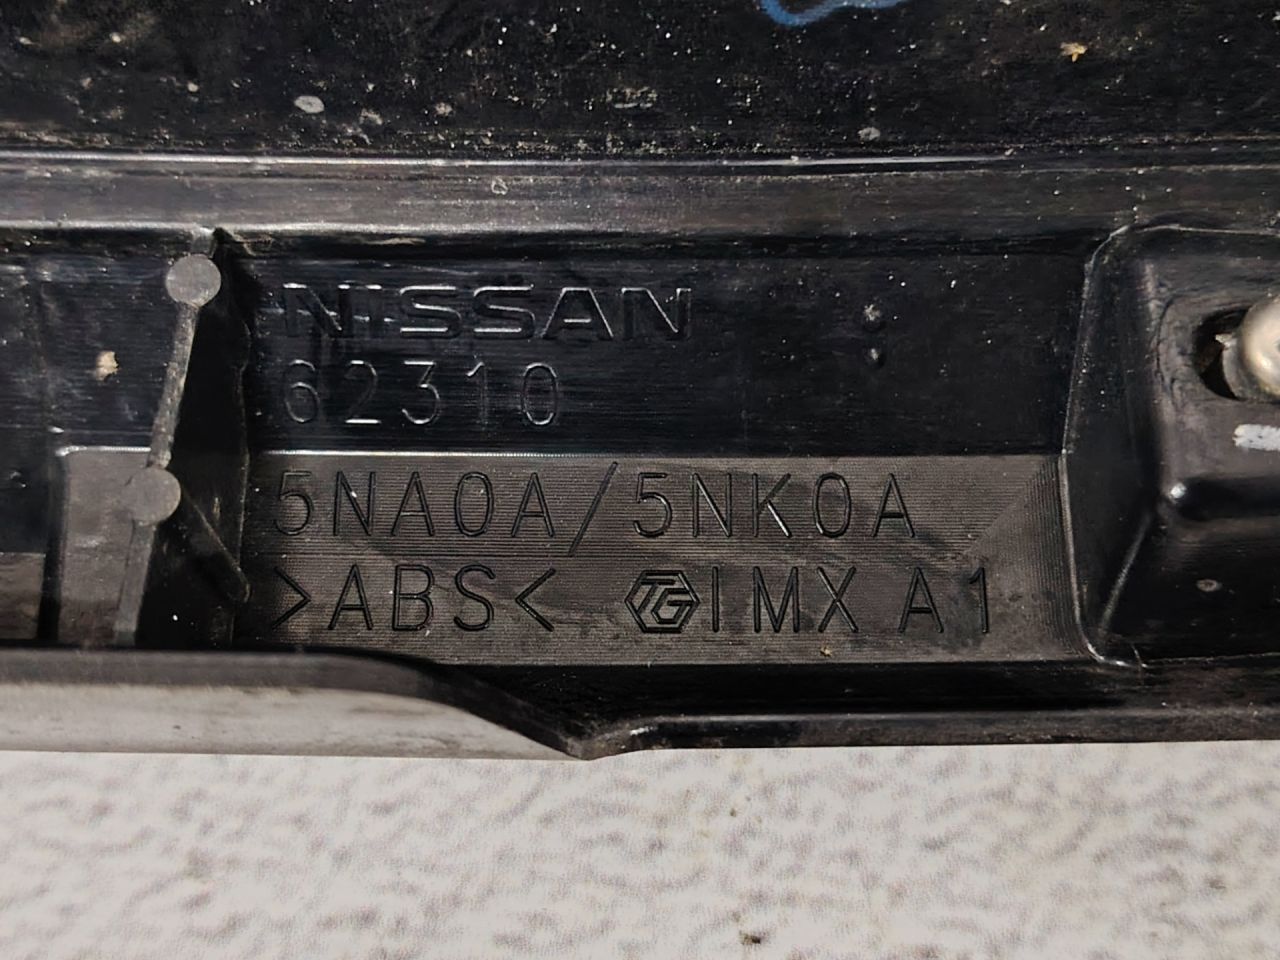 NISSAN
62310
5NA0A/5NK0A
>ABS< TG IMX A1